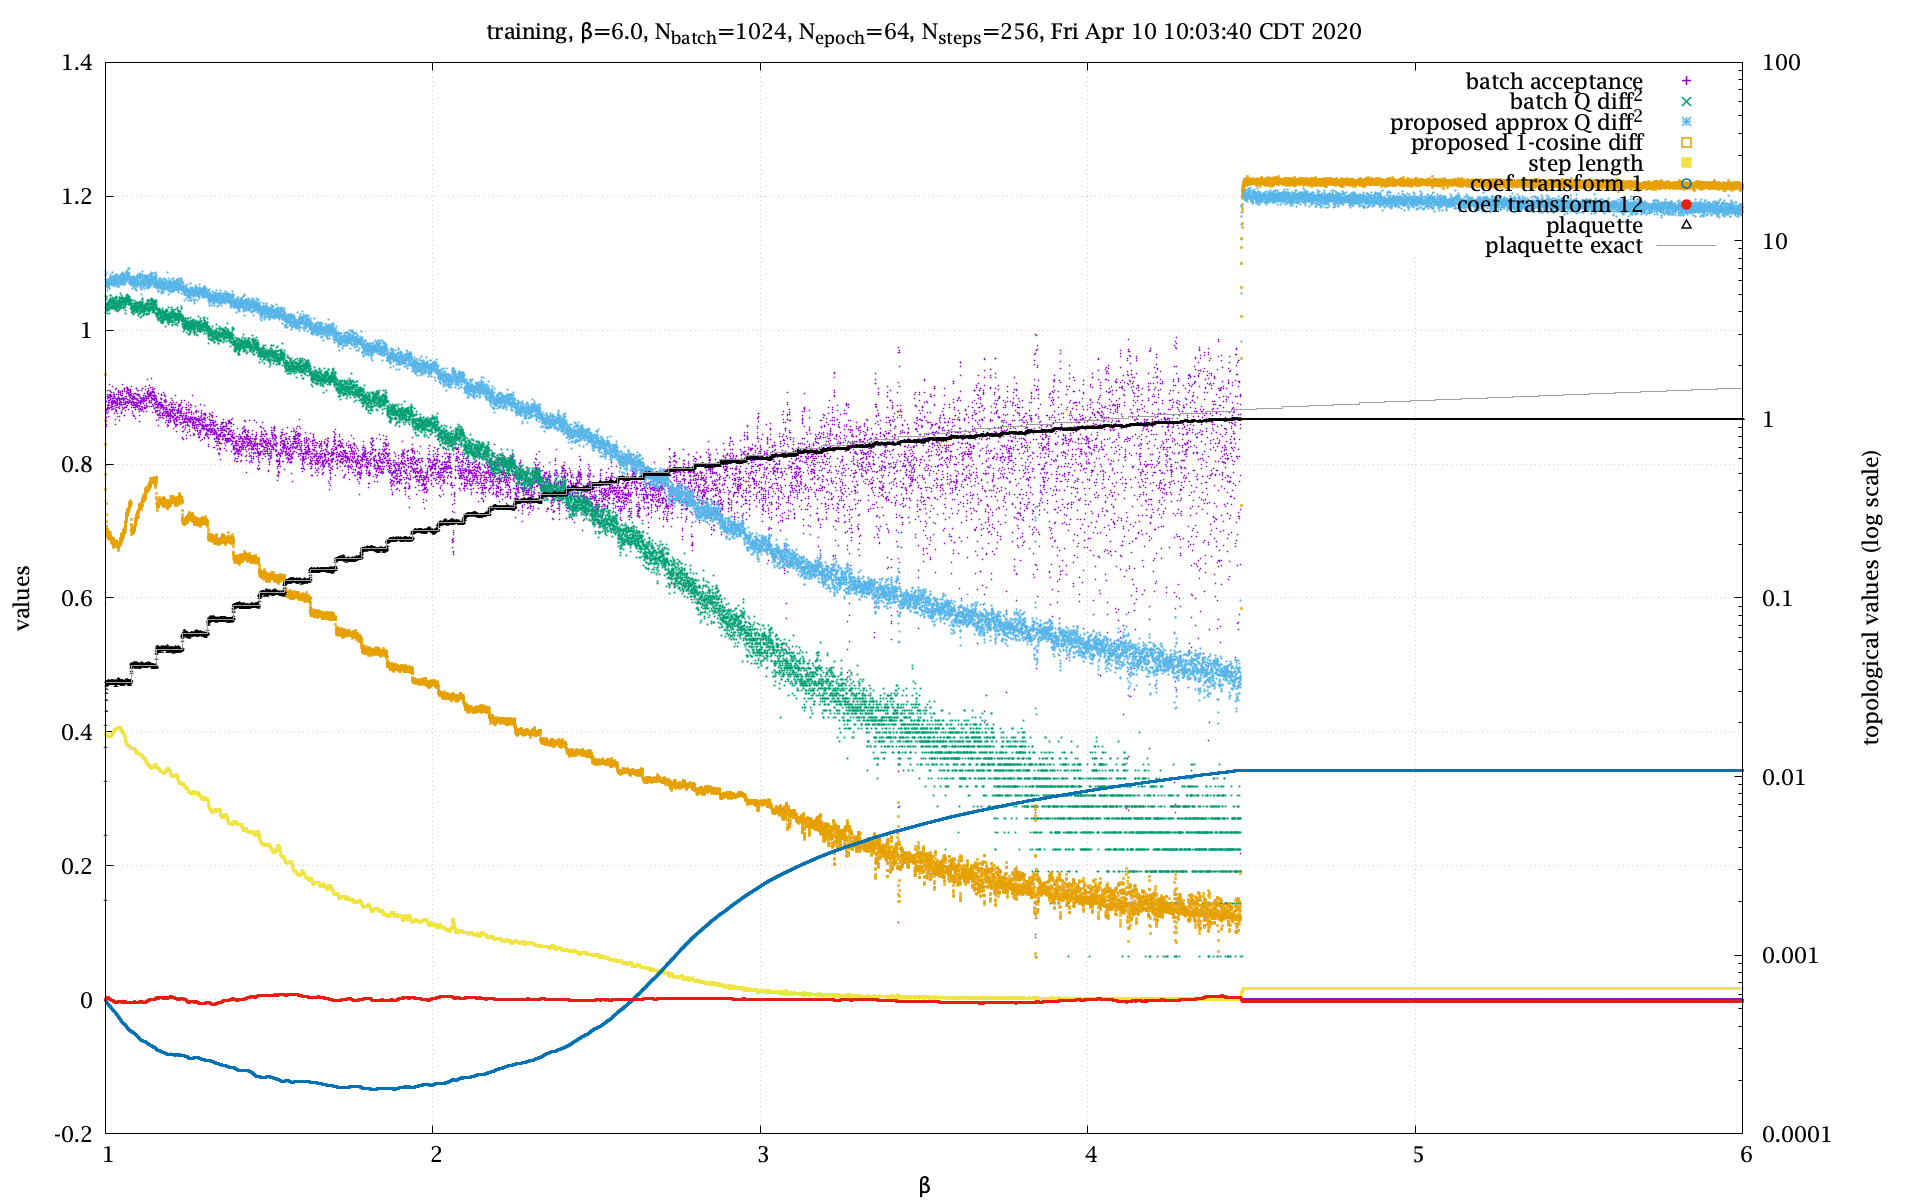 training, β=6.0, Nbatch=1024, Nepoch=64, Nsteps=256, Fri Apr 10 10:03:40 CDT 2020
1.4
1.2
1
0.8
0.6
0.4
0.2
0
-0.2
values
100
10
1
0.1
0.01
0.001
0.0001
topological values (log scale)
batch acceptance
batch Q diff²
proposed approx Q diff²
proposed 1-cosine diff
step length
coef transform 1
coef transform 12
plaquette
plaquette exact
1 2 3 4 5 6
β